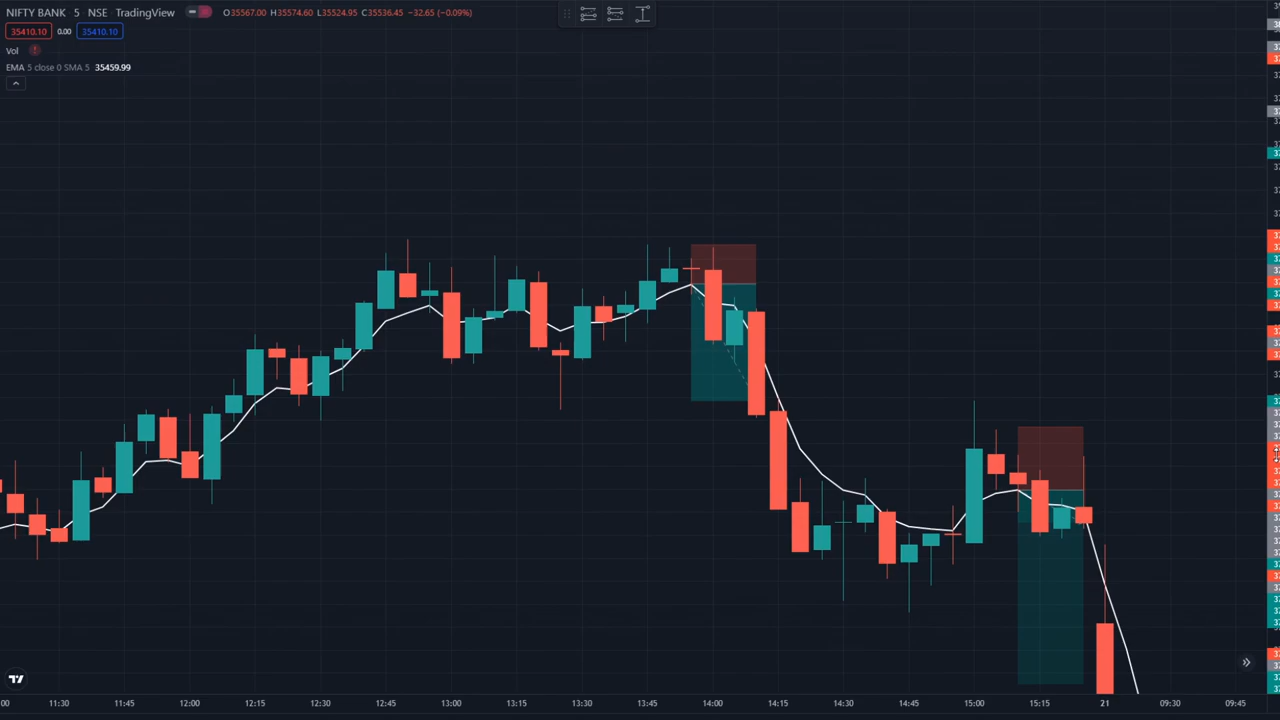 NIFTY BANK 5 NSE TradingView O35567.00 H35574.60 L35524.95 C35536.45 −32.65 (−0.09%)
35410.10 0.00 35410.10
Vol
EMA 5 close 0 SMA 5 35459.99
11:30 11:45 12:00 12:15 12:30 12:45 13:00 13:15 13:30 13:45 14:00 14:15 14:30 14:45 15:00 15:15 21 09:30 09:45